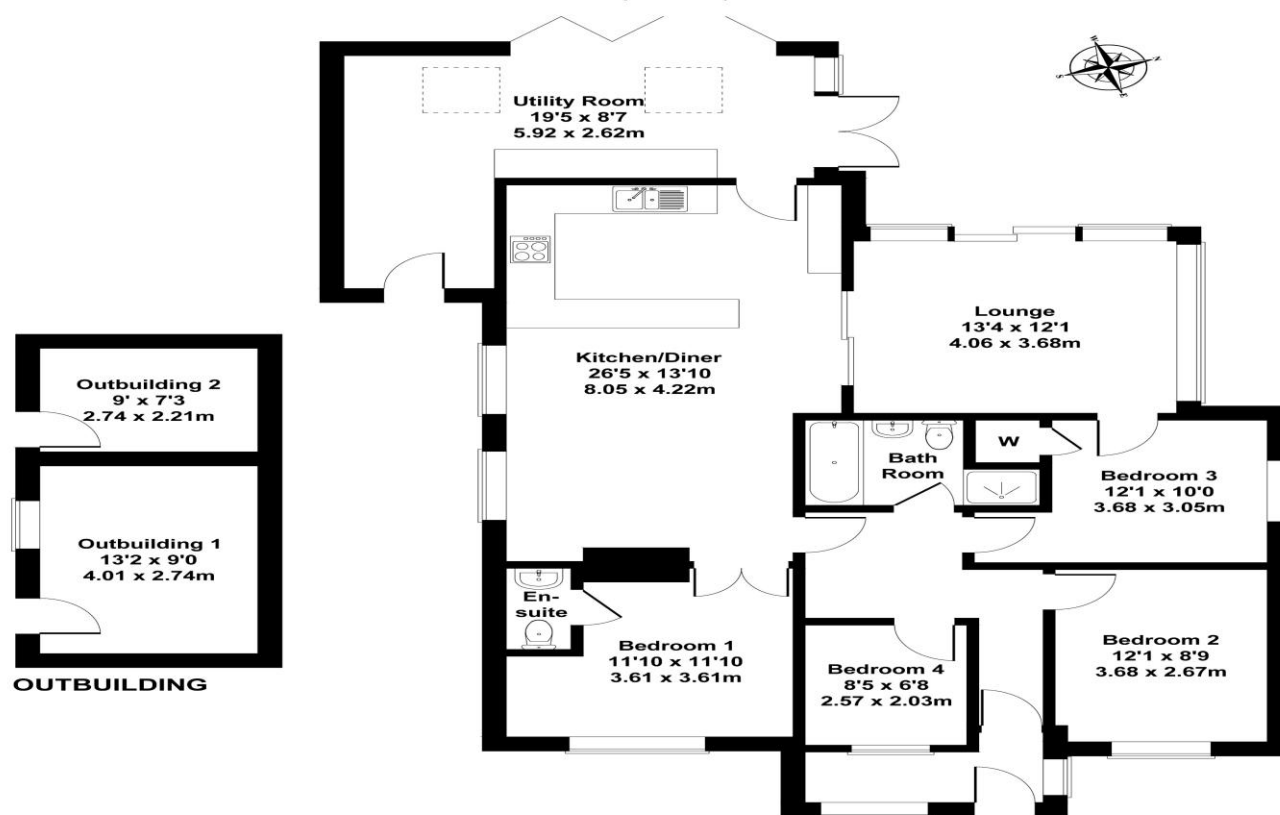 W
N
S
E
Utility Room
19'5 x 8'7
5.92 x 2.62m
Lounge
13'4 x 12'1
4.06 x 3.68m
Kitchen/Diner
26'5 x 13'10
8.05 x 4.22m
Outbuilding 2
9' x 7'3
2.74 x 2.21m
Bath
Room
W
Bedroom 3
12'1 x 10'0
3.68 x 3.05m
Outbuilding 1
13'2 x 9'0
4.01 x 2.74m
En-
suite
Bedroom 1
11'10 x 11'10
3.61 x 3.61m
Bedroom 4
8'5 x 6'8
2.57 x 2.03m
Bedroom 2
12'1 x 8'9
3.68 x 2.67m
OUTBUILDING